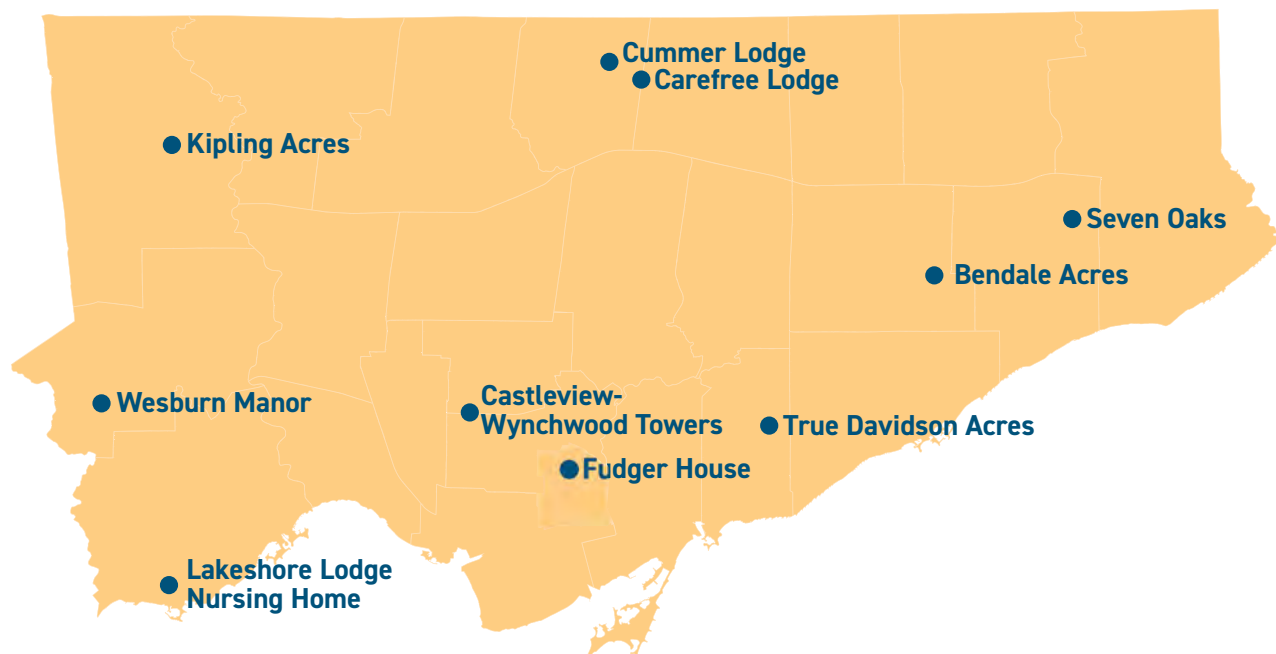 Cummer Lodge
Carefree Lodge
Kipling Acres
Seven Oaks
Bendale Acres
Wesburn Manor
Castleview-
Wynchwood Towers
True Davidson Acres
Fudger House
Lakeshore Lodge
Nursing Home